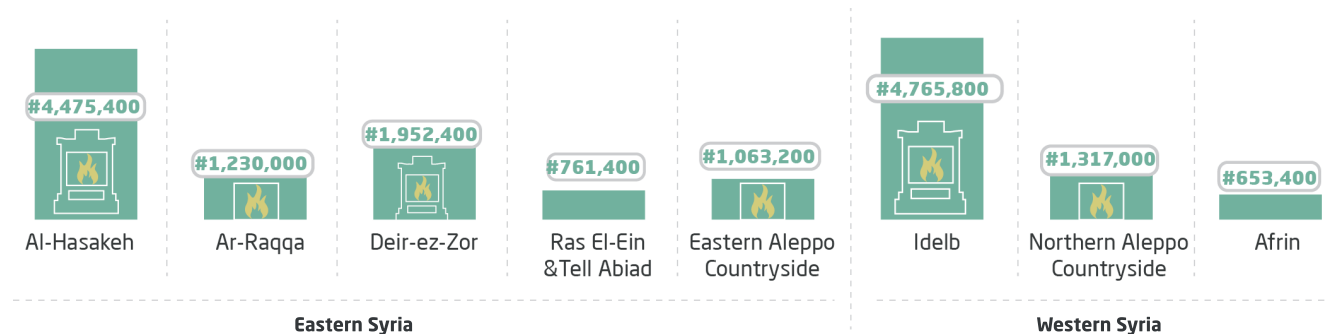 #4,475,400
#1,230,000
#1,952,400
#761,400
#1,063,200
#4,765,800
#1,317,000
#653,400
Al-Hasakeh
Ar-Raqqa
Deir-ez-Zor
Ras El-Ein
&Tell Abiad
Eastern Aleppo
Countryside
Idelb
Northern Aleppo
Countryside
Afrin
Eastern Syria
Western Syria